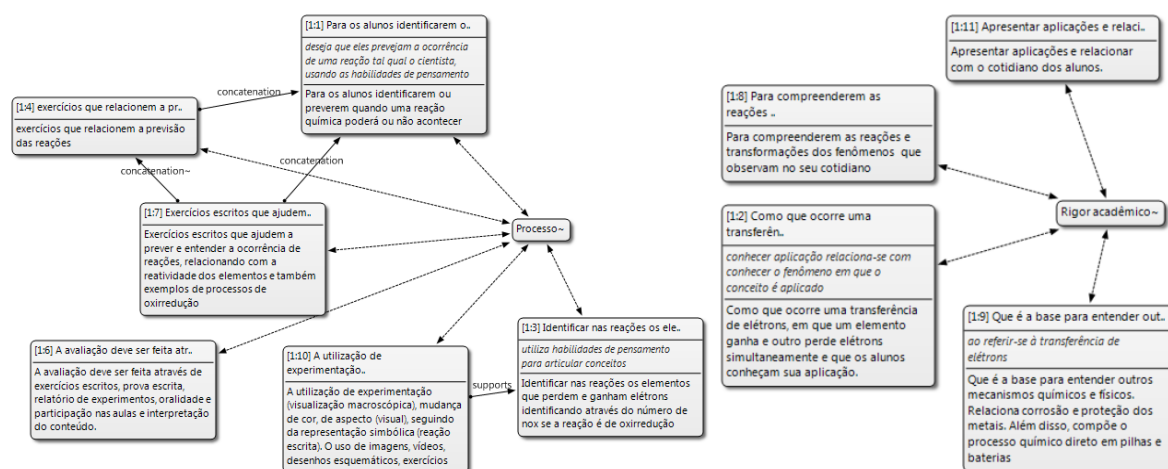 [1:1] Para os alunos identificarem o..
deseja que eles prevejam a ocorrência
de uma reação tal qual o cientista,
usando as habilidades de pensamento
Para os alunos identificarem ou
preverem quando uma reação
química poderá ou não acontecer
concatenation
[1:4] exercícios que relacionem a pr..
exercícios que relacionem a previsão
das reações
concatenation
concatenation~
[1:7] Exercícios escritos que ajudem..
Exercícios escritos que ajudem a
prever e entender a ocorrência de
reações, relacionando com a
reatividade dos elementos e também
exemplos de processos de
oxirredução
Processo~
[1:6] A avaliação deve ser feita atr..
A avaliação deve ser feita através de
exercícios escritos, prova escrita,
relatório de experimentos, oralidade e
participação nas aulas e interpretação
do conteúdo.
[1:10] A utilização de
experimentação..
A utilização de experimentação
(visualização macroscópica), mudança
de cor, de aspecto (visual), seguindo
da representação simbólica (reação
escrita). O uso de imagens, vídeos,
desenhos esquemáticos, exercícios
supports
[1:3] Identificar nas reações os ele..
utiliza habilidades de pensamento
para articular conceitos
Identificar nas reações os elementos
que perdem e ganham elétrons
identificando através do número de
nox se a reação é de oxirredução
[1:11] Apresentar aplicações e relaci..
Apresentar aplicações e relacionar
com o cotidiano dos alunos.
[1:8] Para compreenderem as
reações ..
Para compreenderem as reações e
transformações dos fenômenos que
observam no seu cotidiano
Rigor acadêmico~
[1:2] Como que ocorre uma
transferên..
conhecer aplicação relaciona-se com
conhecer o fenômeno em que o
conceito é aplicado
Como que ocorre uma transferência
de elétrons, em que um elemento
ganha e outro perde elétrons
simultaneamente e que os alunos
conheçam sua aplicação.
[1:9] Que é a base para entender out..
ao referir-se à transferência de
elétrons
Que é a base para entender outros
mecanismos químicos e físicos.
Relaciona corrosão e proteção dos
metais. Além disso, compõe o
processo químico direto em pilhas e
baterias